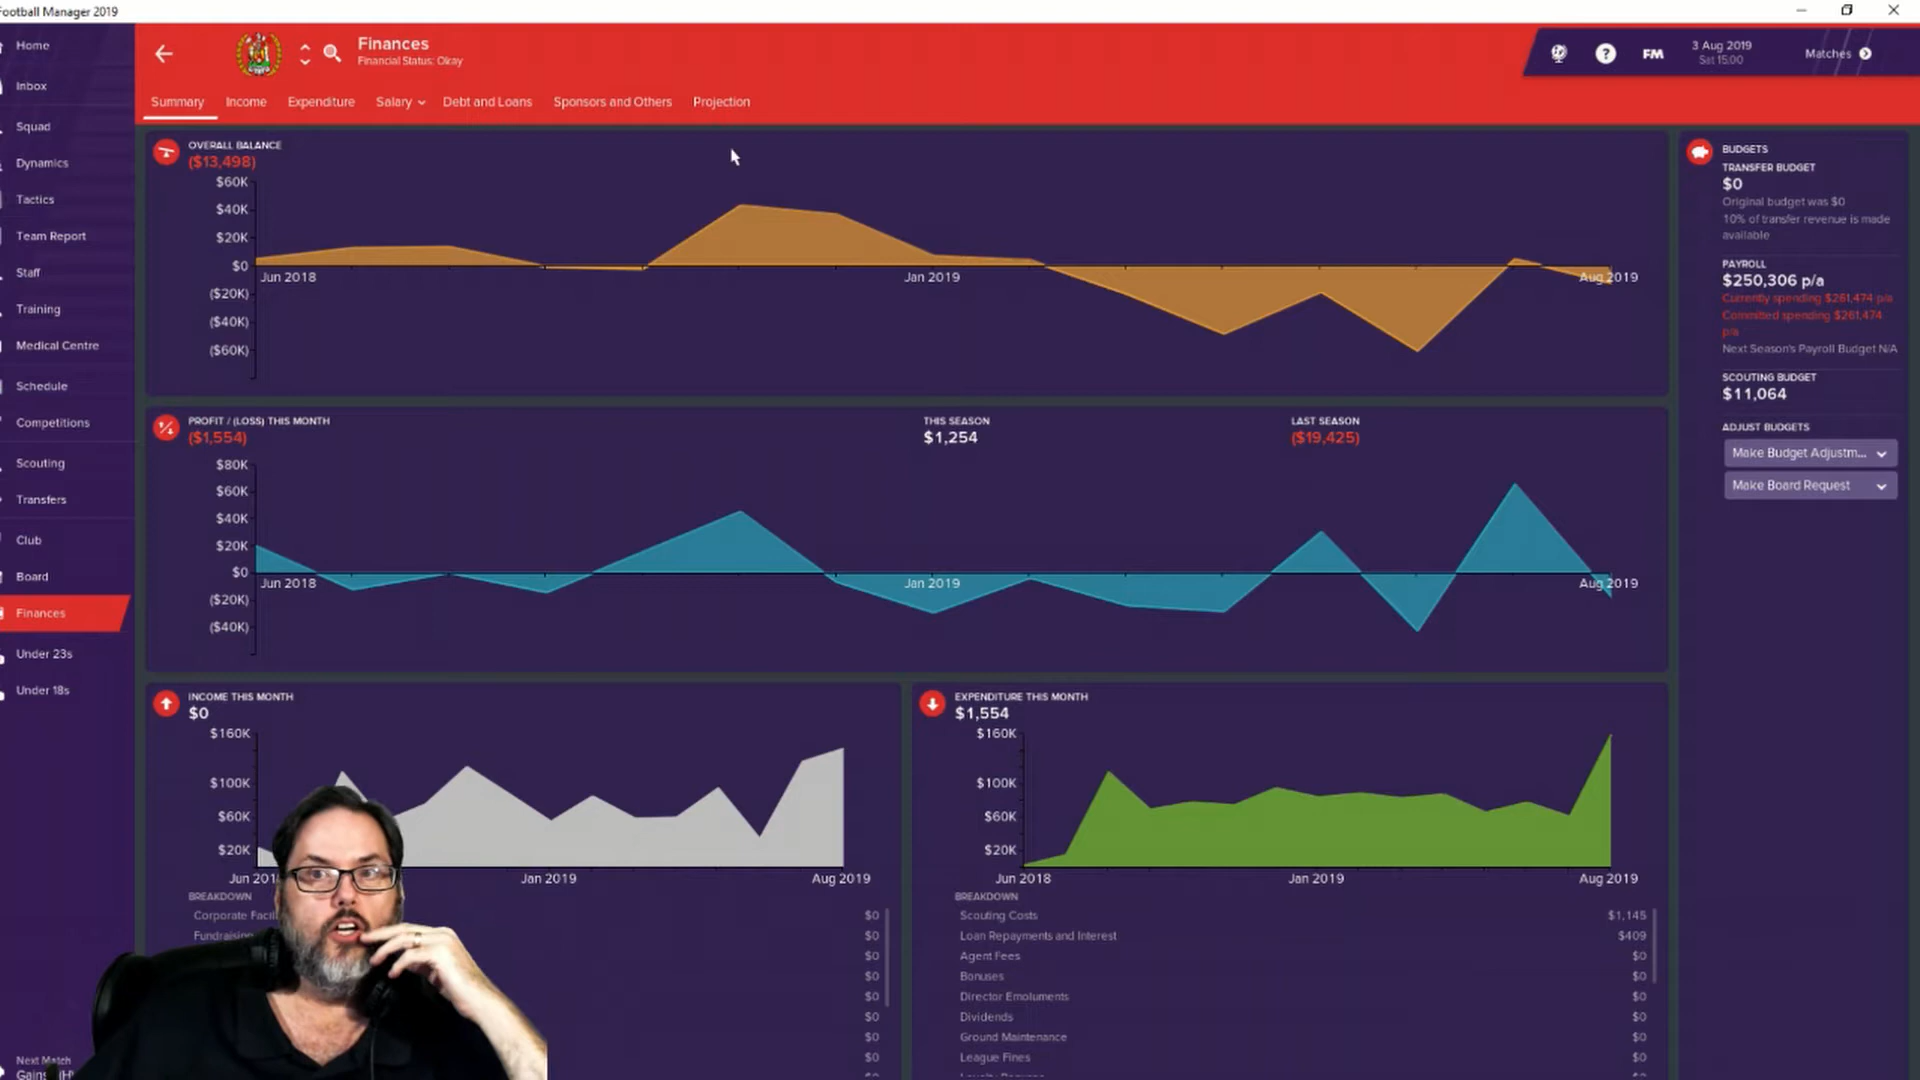 Football Manager 2019
Home
Inbox
Squad
Dynamics
Tactics
Team Report
Staff
Training
Medical Centre
Schedule
Competitions
Scouting
Transfers
Club
Board
Finances
Under 23s
Under 18s
Next Match
Finances
Financial Status: Okay
3 Aug 2019
Sat 15:00
Matches
FM
?
Summary
Income
Expenditure
Salary
Debt and Loans
Sponsors and Others
Projection
OVERALL BALANCE
($13,498)
$60K
$40K
$20K
$0
($20K)
($40K)
($60K)
Jun 2018
Jan 2019
Aug 2019
PROFIT / (LOSS) THIS MONTH
($1,554)
THIS SEASON
$1,254
LAST SEASON
($19,425)
$80K
$60K
$40K
$20K
$0
($20K)
($40K)
Jun 2018
Jan 2019
Aug 2019
INCOME THIS MONTH
$0
$160K
$100K
$60K
$20K
Jan 2019
Aug 2019
BREAKDOWN
Corporate
$0
$0
$0
$0
$0
$0
$0
$0
EXPENDITURE THIS MONTH
$1,554
$160K
$100K
$60K
$20K
Jun 2018
Jan 2019
Aug 2019
BREAKDOWN
Scouting Costs $1,145
Loan Repayments and Interest $409
Agent Fees $0
Bonuses $0
Director Emoluments $0
Dividends $0
Ground Maintenance $0
League Fines $0
BUDGETS
TRANSFER BUDGET
$0
Original budget was $0
10% of transfer revenue is made
available
PAYROLL
$250,306 p/a
Currently spending $261,474 p/a
Committed spending $261,474
p/a
Next Season's Payroll Budget N/A
SCOUTING BUDGET
$11,064
ADJUST BUDGETS
Make Budget Adjustm...
Make Board Request